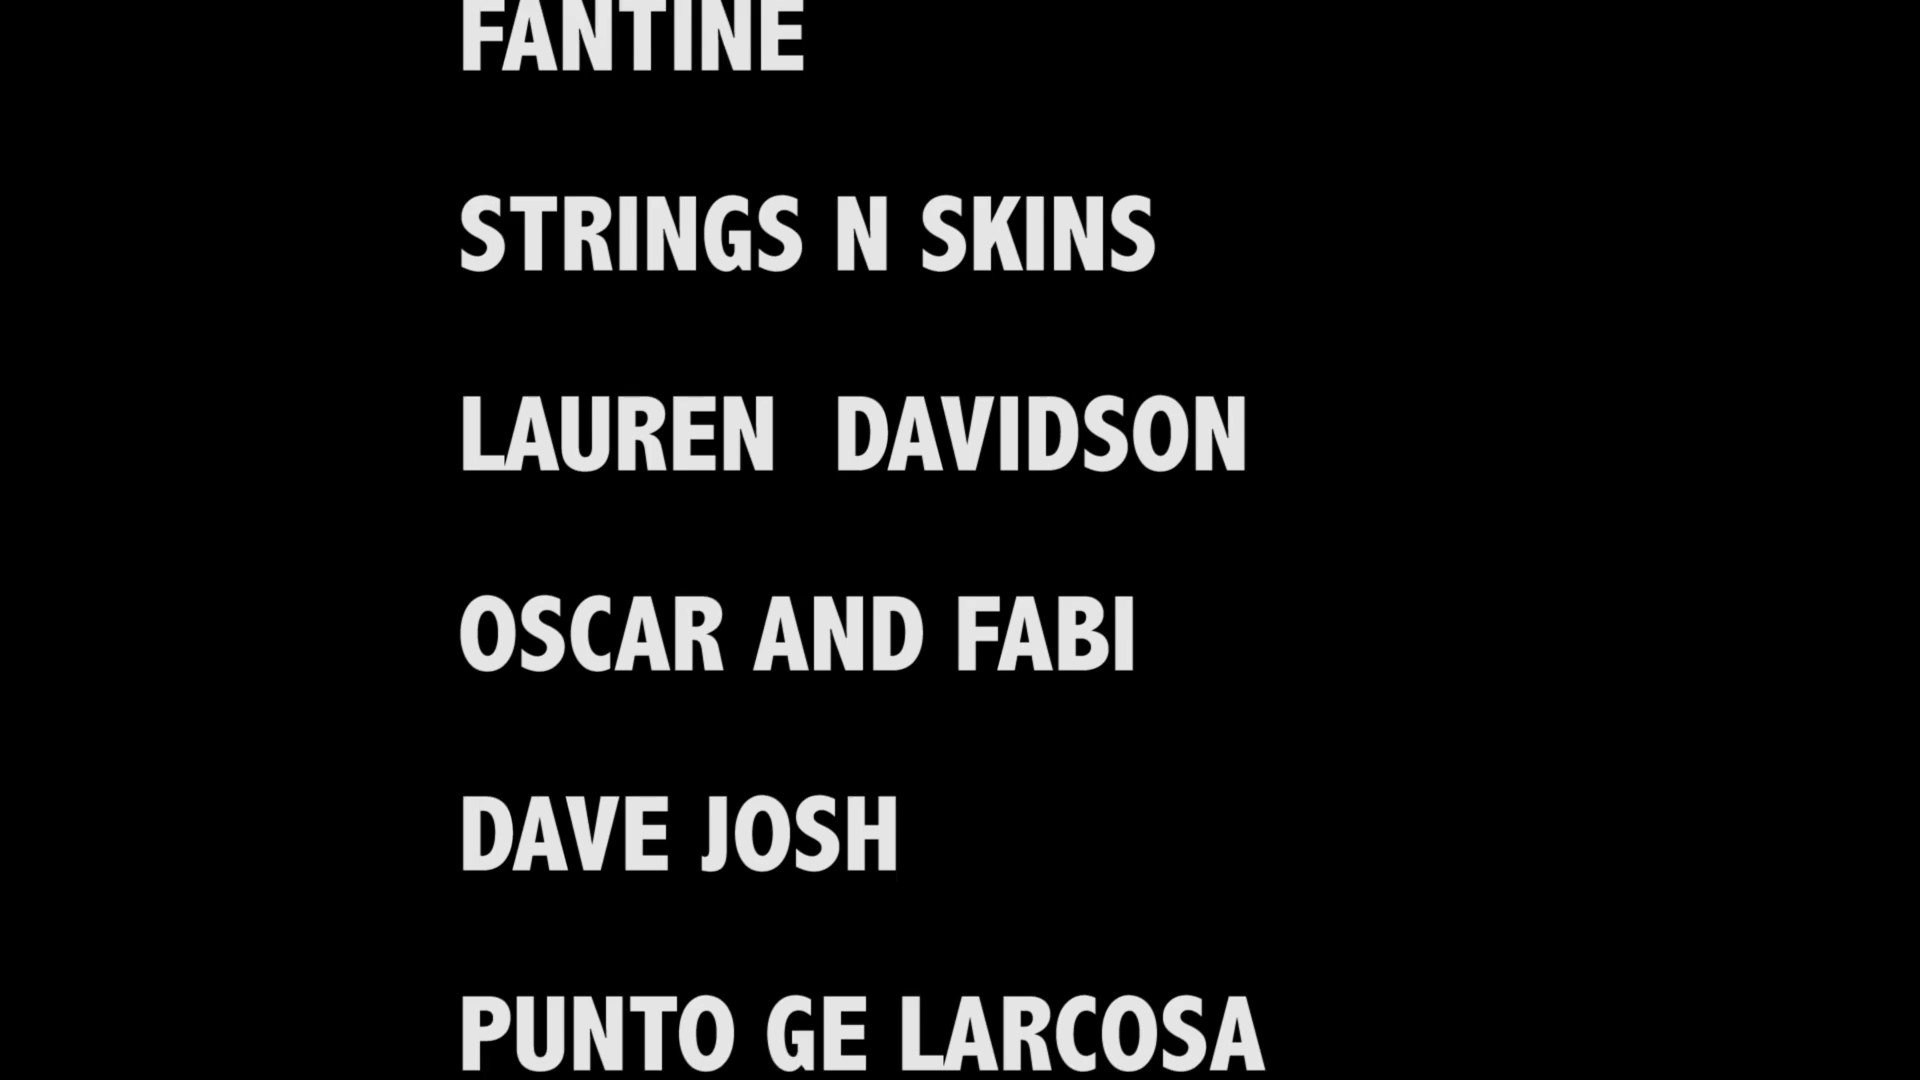 FANTINE
STRINGS N SKINS
LAUREN  DAVIDSON
OSCAR AND FABI
DAVE JOSH
PUNTO GE LARCOSA